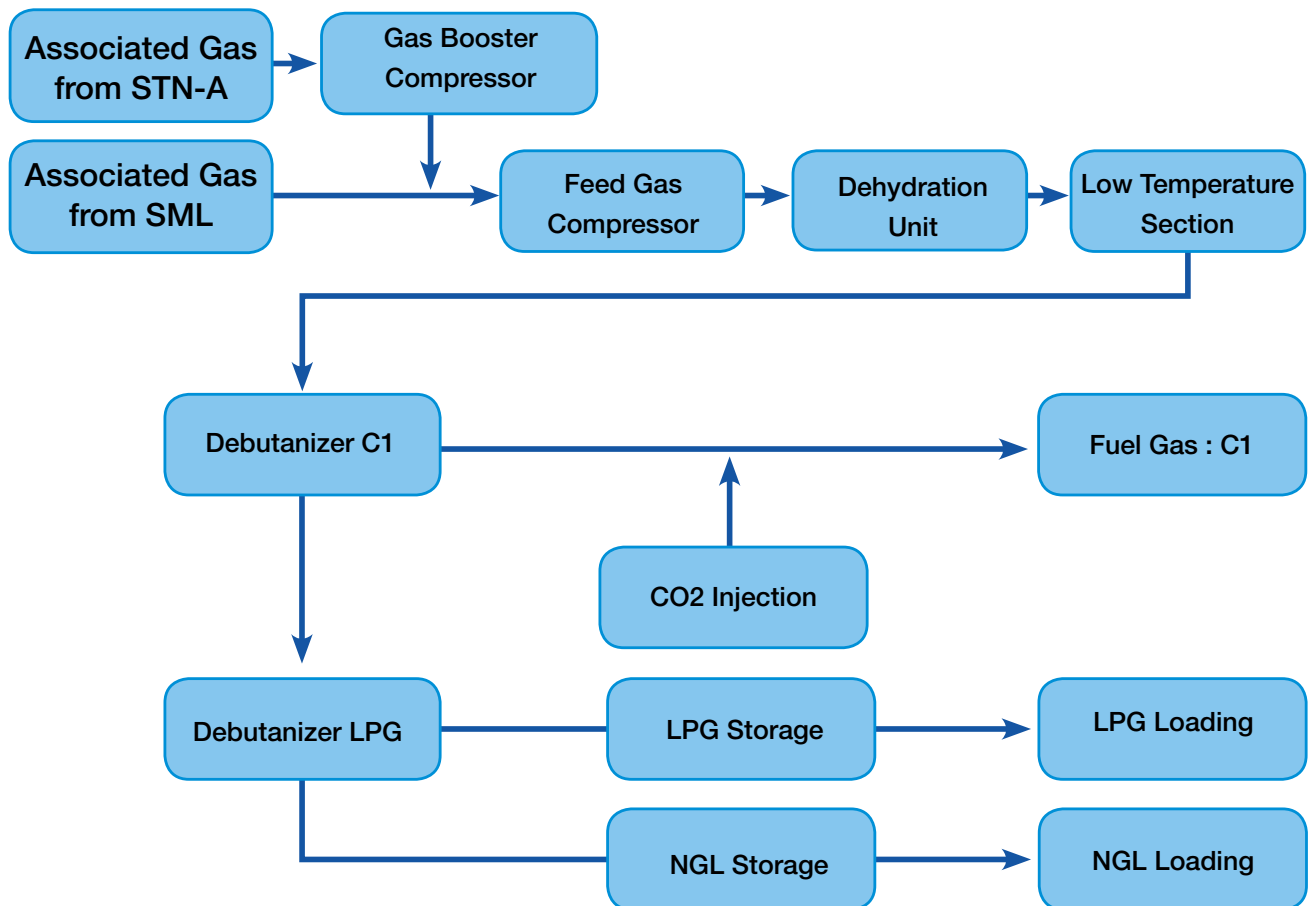 Associated Gas
from STN-A
Gas Booster
Compressor
Associated Gas
from SML
Feed Gas
Compressor
Dehydration
Unit
Low Temperature
Section
Debutanizer C1
Fuel Gas : C1
CO2 Injection
Debutanizer LPG
LPG Storage
LPG Loading
NGL Storage
NGL Loading